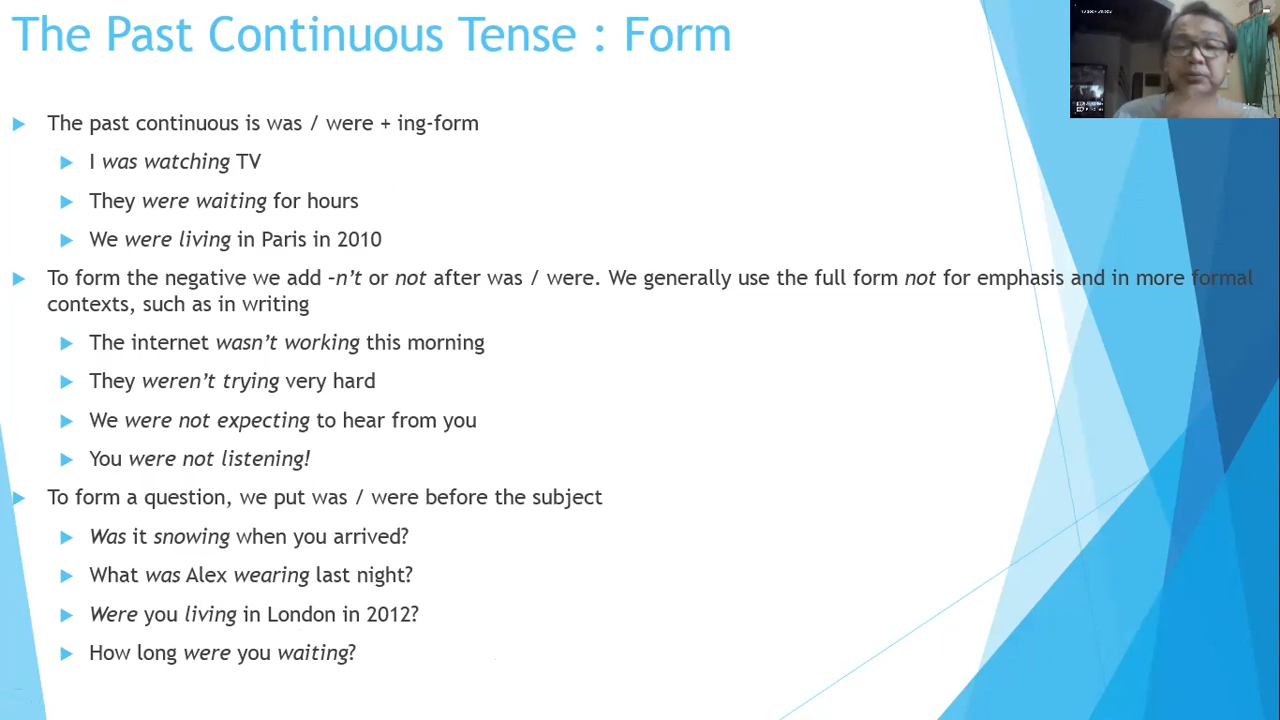 The Past Continuous Tense : Form
The past continuous is was / were + ing-form
I was watching TV
They were waiting for hours
We were living in Paris in 2010
To form the negative we add –n’t or not after was / were. We generally use the full form not for emphasis and in more formal
contexts, such as in writing
The internet wasn’t working this morning
They weren’t trying very hard
We were not expecting to hear from you
You were not listening!
To form a question, we put was / were before the subject
Was it snowing when you arrived?
What was Alex wearing last night?
Were you living in London in 2012?
How long were you waiting?